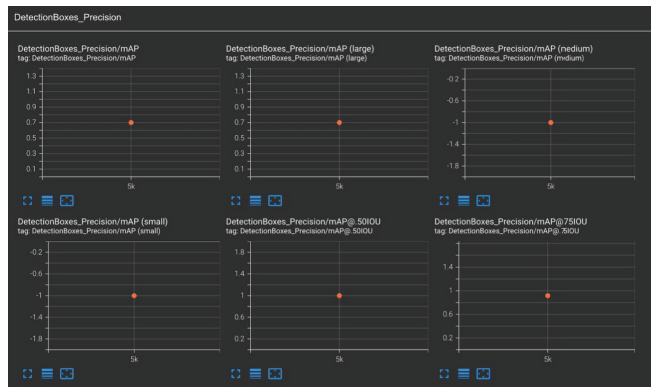 DetectionBoxes_Precision
DetectionBoxes_Precision/mAP
tag: DetectionBoxes_Precision/mAP
1.3
1.1
0.9
0.7
0.5
0.3
0.1
5k
DetectionBoxes_Precision/mAP (large)
tag: DetectionBoxes_Precision/mAP (large)
1.3
1.1
0.9
0.7
0.5
0.3
0.1
5k
DetectionBoxes_Precision/mAP (nedium)
tag: DetectionBoxes_Precision/mAP (mdium)
-0.2
-0.6
-1
-1.4
-1.8
5k
DetectionBoxes_Precision/mAP (small)
tag: DetectionBoxes_Precision/mAP (small)
-0.2
-0.6
-1
-1.4
-1.8
5k
DetectionBoxes_Precision/mAP@.50IOU
tag: DetectionBoxes_Precision/mAP@.50IOU
1.8
1.4
1
0.6
0.2
5k
DetectionBoxes_Precision/mAP@75IOU
tag: DetectionBoxes_Precision/mAP@.75IOU
1.4
1
0.6
0.2
5k